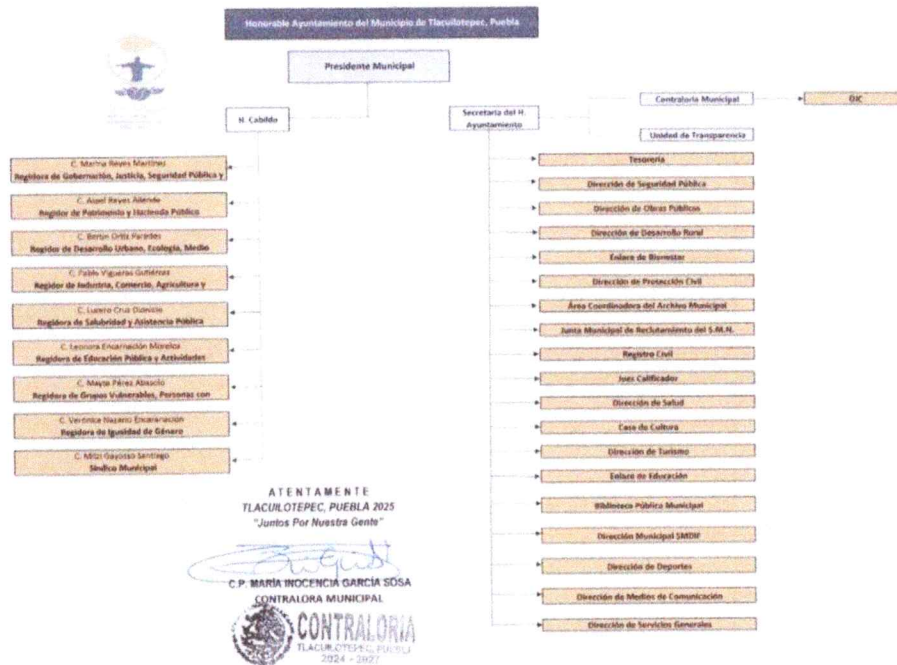 Honorable Ayuntamiento del Municipio de Tlacuilotepec, Puebla
Presidente Municipal
H. Cabildo
Secretaría del H.
Ayuntamiento
Contraloría Municipal
OIC
Unidad de Transparencia
C. Marina Reyes Martínez
Regidora de Gobernación, Justicia, Seguridad Pública y
C. Ángel Reyes Allende
Regidor de Patrimonio y Hacienda Pública
C. Ortiz Paredes
Regidor de Desarrollo Urbano, Ecología, Medio
C. Pablo Vigueras Gutiérrez
Regidor de Industria, Comercio, Agricultura y
C. Lucero Cruz Dionicio
Regidora de Salubridad y Asistencia Pública
C. Leonora Encarnación Morelos
Regidora de Educación Pública y Actividades
C. Mayte Pérez
Regidora de Grupos Vulnerables, Personas con
C. Verónica Nazario Encarnación
Regidora de Igualdad de Género
C. Mitzi Gayosso Santiago
Síndico Municipal
Tesorería
Dirección de Seguridad Pública
Dirección de Obras Públicas
Dirección de Desarrollo Rural
Enlace de Bienestar
Dirección de Protección Civil
Área Coordinadora del Archivo Municipal
Junta Municipal de Reclutamiento del S.M.N.
Registro Civil
Juez Calificador
Dirección de Salud
Casa de Cultura
Dirección de Turismo
Enlace de Educación
Biblioteca Pública Municipal
Dirección Municipal SMDIF
Dirección de Deportes
Dirección de Medios de Comunicación
Dirección de Servicios Generales
ATENTAMENTE
TLACUILOTEPEC, PUEBLA 2025
"Juntos Por Nuestra Gente"
C.P. MARÍA INOCENCIA GARCÍA SOSA
CONTRALORA MUNICIPAL
CONTRALORÍA
TLACUILOTEPEC, PUEBLA
2024 - 2027